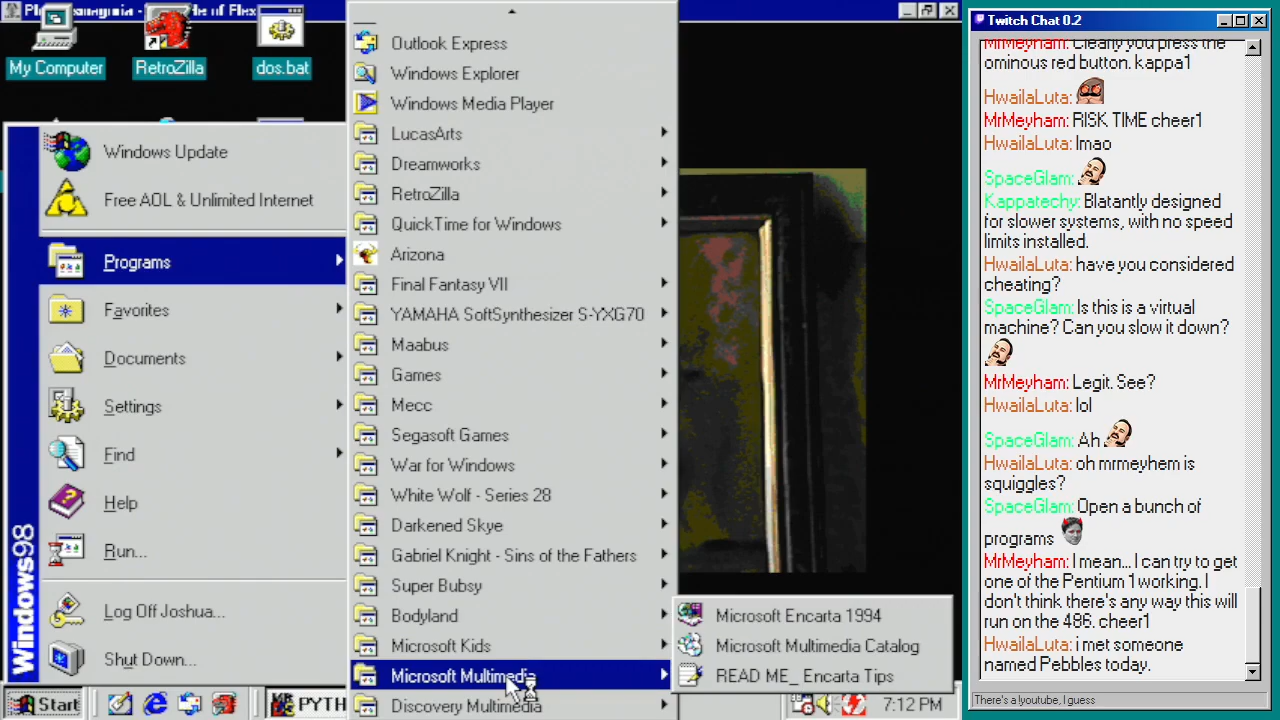 My Computer
RetroZilla
dos.bat
Windows Update
Free AOL & Unlimited Internet
Programs
Favorites
Documents
Settings
Find
Help
Run...
Log Off Joshua...
Shut Down...
Windows98
Outlook Express
Windows Explorer
Windows Media Player
LucasArts
Dreamworks
RetroZilla
QuickTime for Windows
Arizona
Final Fantasy VII
YAMAHA SoftSynthesizer S-YXG70
Maabus
Games
Mecc
Segasoft Games
War for Windows
White Wolf - Series 28
Darkened Skye
Gabriel Knight - Sins of the Fathers
Super Bubsy
Bodyland
Microsoft Kids
Microsoft Multimedia
Discovery Multimedia
Microsoft Encarta 1994
Microsoft Multimedia Catalog
READ ME_ Encarta Tips
Start
PYTH
7:12 PM
Twitch Chat 0.2
MrMeyham: Clearly you press the
ominous red button. kappa1
HwailaLuta:
MrMeyham: RISK TIME cheer1
HwailaLuta: lmao
SpaceGlam:
Kappatechy: Blatantly designed
for slower systems, with no speed
limits installed.
HwailaLuta: have you considered
cheating?
SpaceGlam: Is this is a virtual
machine? Can you slow it down?
MrMeyham: Legit. See?
HwailaLuta: lol
SpaceGlam: Ah
HwailaLuta: oh mrmeyhem is
squiggles?
SpaceGlam: Open a bunch of
programs
MrMeyham: I mean... I can try to get
one of the Pentium 1 working. I
don't think there's any way this will
run on the 486. cheer1
HwailaLuta: i met someone
named Pebbles today.
There's a !youtube, I guess